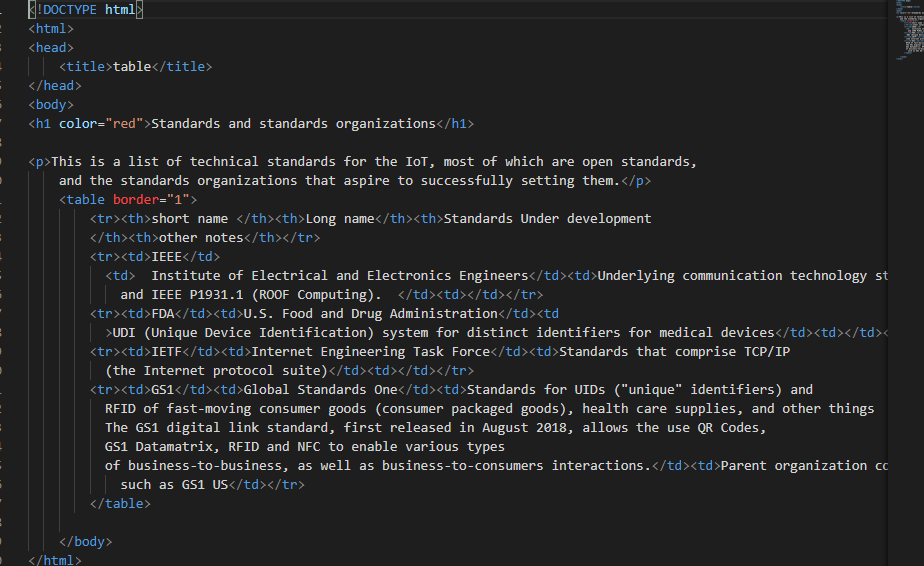 <!DOCTYPE html>
<html>
<head>
<title>table</title>
</head>
<body>
<h1 color="red">Standards and standards organizations</h1>
<p>This is a list of technical standards for the IoT, most of which are open standards,
and the standards organizations that aspire to successfully setting them.</p>
<table border="1">
<tr><th>short name </th><th>Long name</th><th>Standards Under development
</th><th>other notes</th></tr>
<tr><td>IEEE</td>
<td>  Institute of Electrical and Electronics Engineers</td><td>Underlying communication technology st
and IEEE P1931.1 (ROOF Computing).  </td><td></td></tr>
<tr><td>FDA</td><td>U.S. Food and Drug Administration</td><td
>UDI (Unique Device Identification) system for distinct identifiers for medical devices</td><td></td><
<tr><td>IETF</td><td>Internet Engineering Task Force</td><td>Standards that comprise TCP/IP
(the Internet protocol suite)</td><td></td></tr>
<tr><td>GS1</td><td>Global Standards One</td><td>Standards for UIDs ("unique" identifiers) and
RFID of fast-moving consumer goods (consumer packaged goods), health care supplies, and other things
The GS1 digital link standard, first released in August 2018, allows the use QR Codes,
GS1 Datamatrix, RFID and NFC to enable various types
of business-to-business, as well as business-to-consumers interactions.</td><td>Parent organization co
such as GS1 US</td></tr>
</table>
</body>
</html>